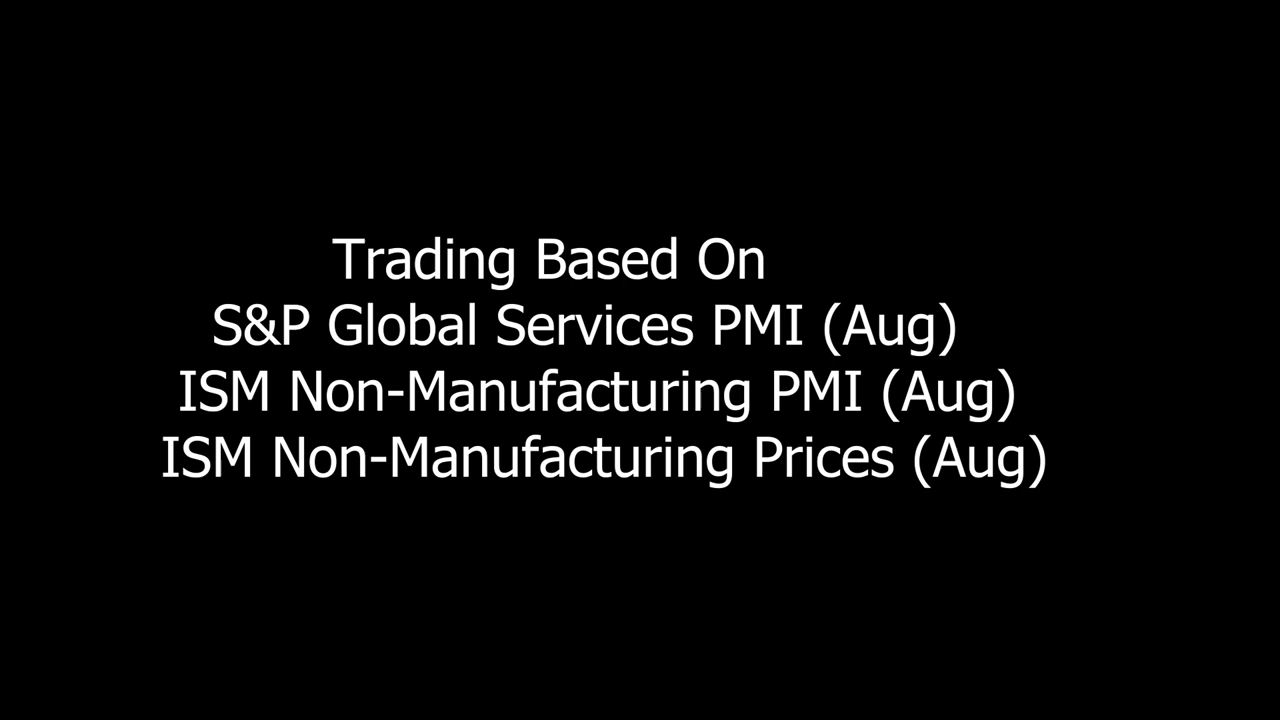 Trading Based On
S&P Global Services PMI (Aug)
ISM Non-Manufacturing PMI (Aug)
ISM Non-Manufacturing Prices (Aug)